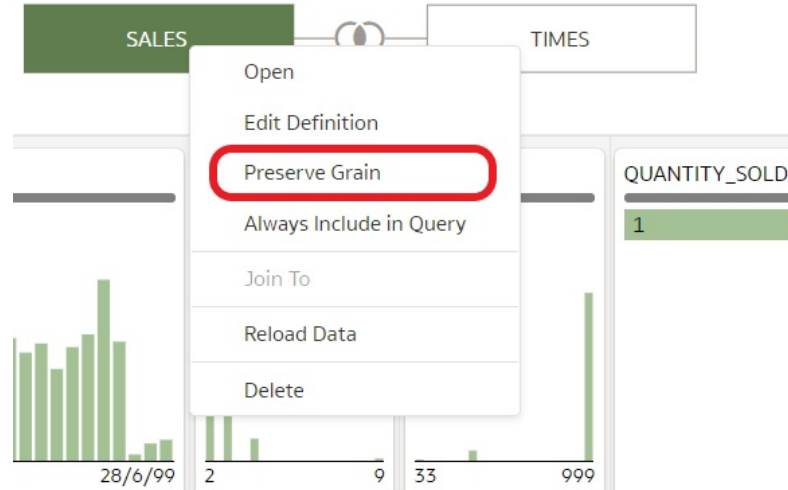 SALES
TIMES
Open
Edit Definition
Preserve Grain
Always Include in Query
Join To
Reload Data
Delete
QUANTITY_SOLD
1
28/6/99
2
9
33
999